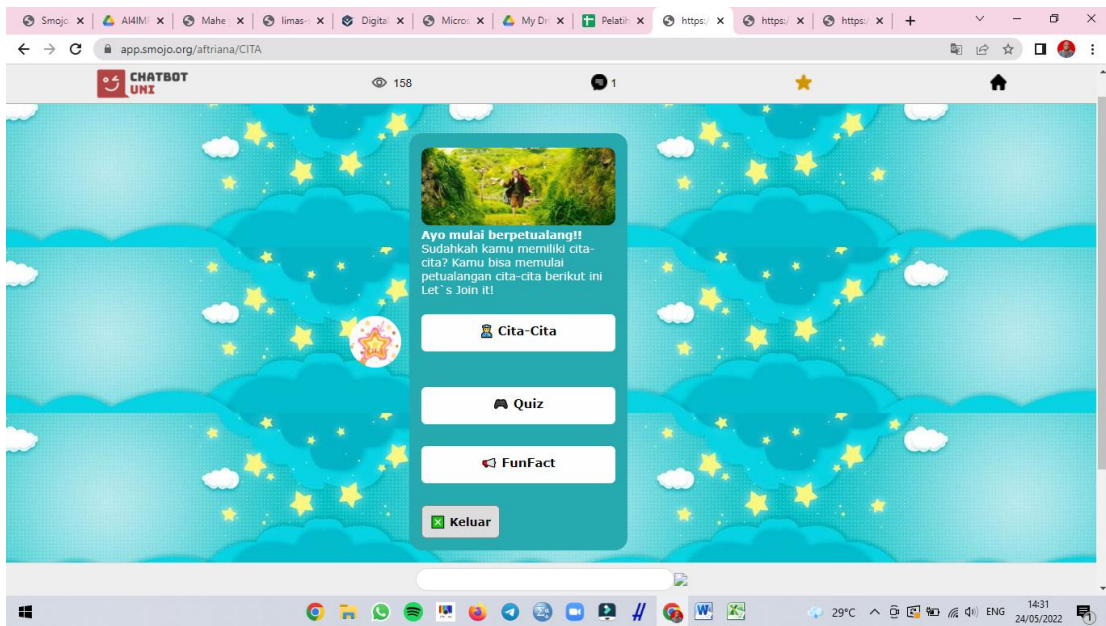 Smojo
AI4IM
Mahe
limas-
Digital
Micros
My Dr
Pelatih
https:/
https:/
https:/
app.smojo.org/aftriana/CITA
CHATBOT
UNI
158
1
Ayo mulai berpetualang!!
Sudahkah kamu memiliki cita-
cita? Kamu bisa memulai
petualangan cita-cita berikut ini
Let`s Join it!
Cita-Cita
Quiz
FunFact
Keluar
29°C
ENG
14:31
24/05/2022
1